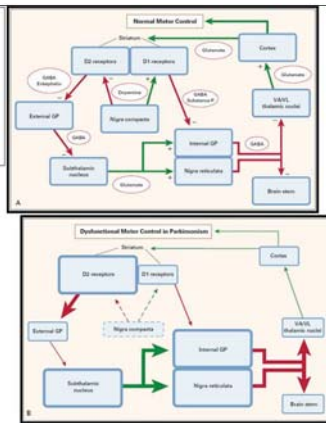 Normal Motor Control
Striatum
Glutamate
Cortex
D2 receptors
D1 receptors
Glutamate
GABA
Enkephalin
Dopamine
GABA
Substance P
VA/VL
thalamic nuclei
External GP
Nigra compacta
GABA
Internal GP
GABA
Subthalamic
nucleus
Nigra reticulata
Glutamate
Brain stem
A
Dysfunctional Motor Control in Parkinsonism
Striatum
Cortex
D2 receptors
D1 receptors
External GP
Nigra compacta
VA/VL
thalamic nuclei
Internal GP
Subthalamic
nucleus
Nigra reticulata
Brain stem
B